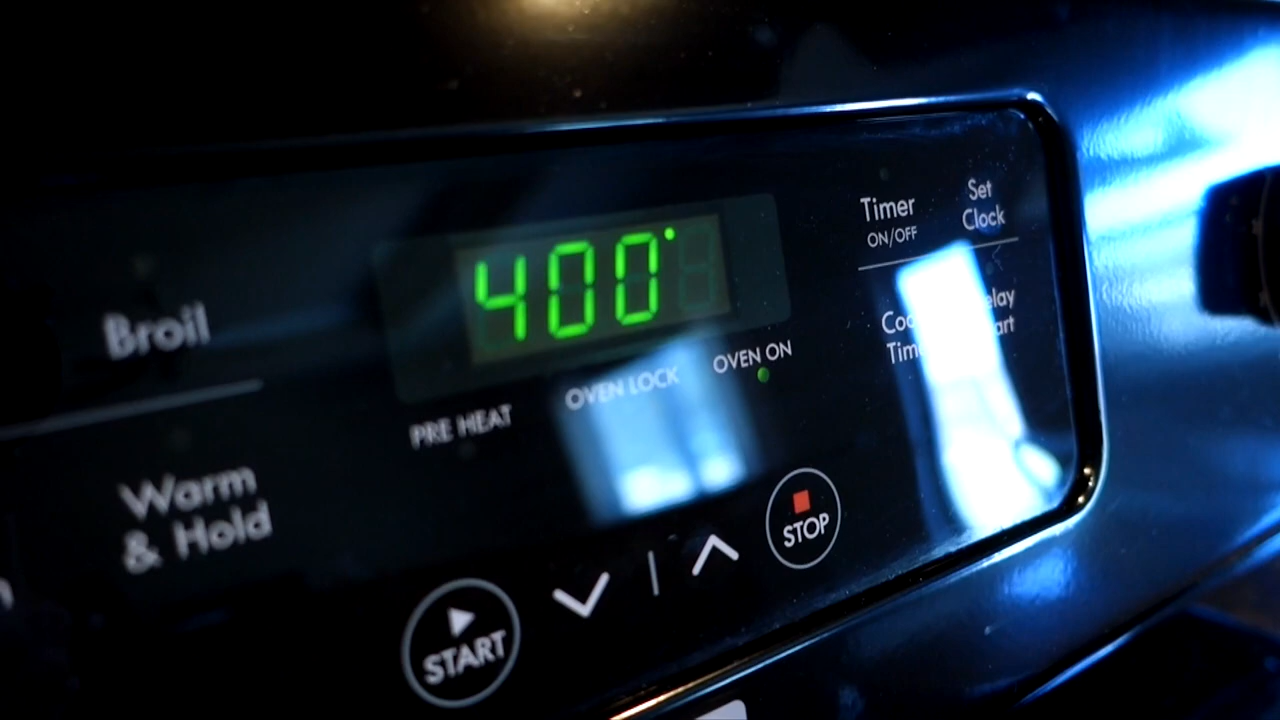 Broil
Warm
& Hold
400°
PRE HEAT
OVEN LOCK
OVEN ON
Timer
ON/OFF
Set
Clock
START
STOP